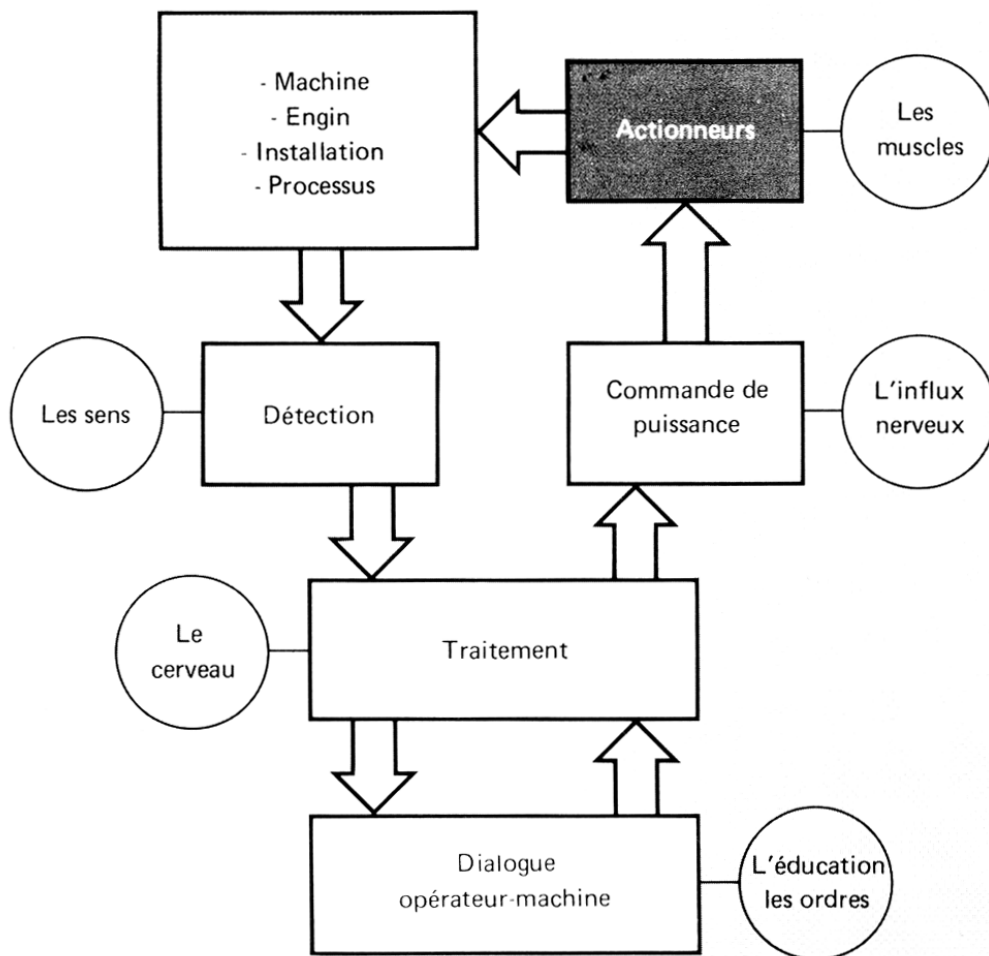 - Machine
- Engin
- Installation
- Processus
Actionneurs
Les
muscles
Les sens
Détection
Commande de
puissance
L'influx
nerveux
Le
cerveau
Traitement
Dialogue
opérateur-machine
L'éducation
les ordres